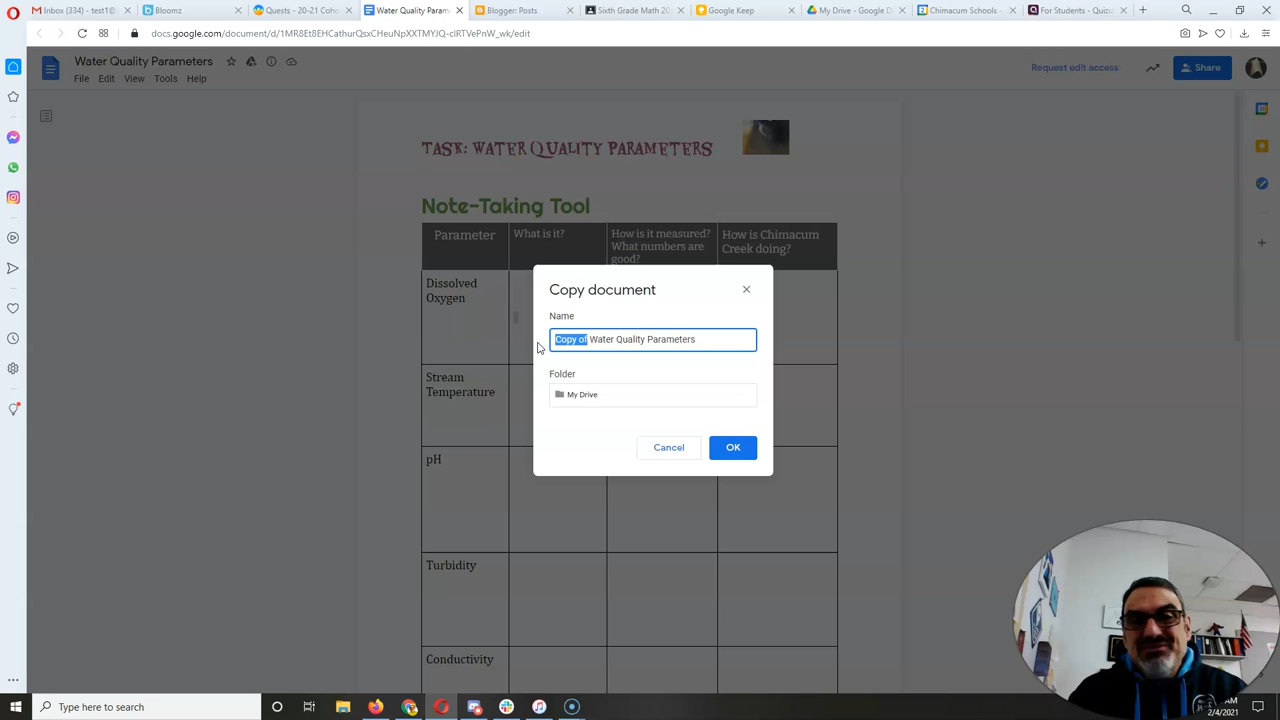 Inbox (334) – test1@
Bloomz
Quests - 20-21 Coho
Water Quality Param
Blogger: Posts
Sixth Grade Math 20
Google Keep
My Drive - Google D
Chimacum Schools -
For Students - Quiziz
docs.google.com/document/d/1MR8Et8EHCathurQsxCHeuNpXXTMYJQ-clRTVePnW_wk/edit
Water Quality Parameters
File Edit View Tools Help
Request edit access
Share
TASK: WATER QUALITY PARAMETERS
Note-Taking Tool
Parameter
What is it?
How is it measured? What numbers are good?
How is Chimacum Creek doing?
Dissolved Oxygen
Stream Temperature
pH
Turbidity
Conductivity
Copy document
Name
Copy of Water Quality Parameters
Folder
My Drive
Cancel
OK
Type here to search
AM
2/4/2021